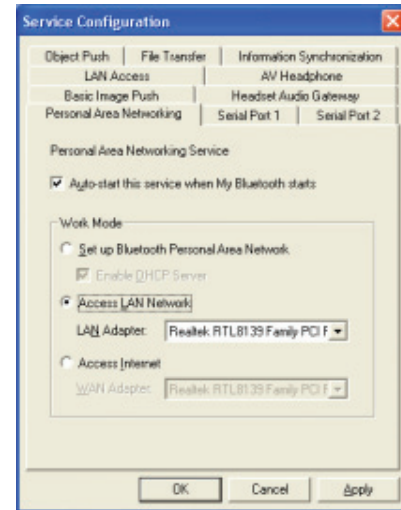 Service Configuration
Object Push File Transfer Information Synchronization
LAN Access AV Headphone
Basic Image Push Headset Audio Gateway
Personal Area Networking Serial Port 1 Serial Port 2
Personal Area Networking Service
Auto-start this service when My Bluetooth starts
Work Mode
Set up Bluetooth Personal Area Network
Enable DHCP Server
Access LAN Network
LAN Adapter: Realtek RTL8139 Family PCI F
Access Internet
WAN Adapter: Realtek RTL8139 Family PCI F
OK Cancel Apply